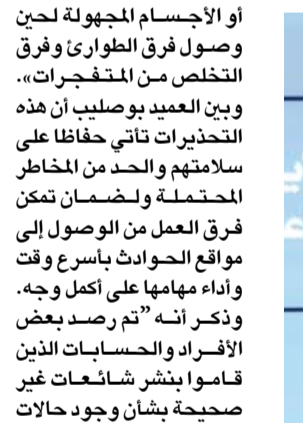 أو الأجسام المجهولة لحين
وصول فرق الطوارئ وفرق
التخلص من المتفجرات».
وبين العميد بوصليب أن هذه
التحذيرات تأتي حفاظا على
سلامتهم والحد من المخاطر
المحتملة ولضمان تمكن
فرق العمل من الوصول إلى
مواقع الحوادث بأسرع وقت
وأداء مهامها على أكمل وجه.
وذكر أنه «تم رصد بعض
الأفراد والحسابات الذين
قاموا بنشر شائعات غير
صحيحة بشأن وجود حالات